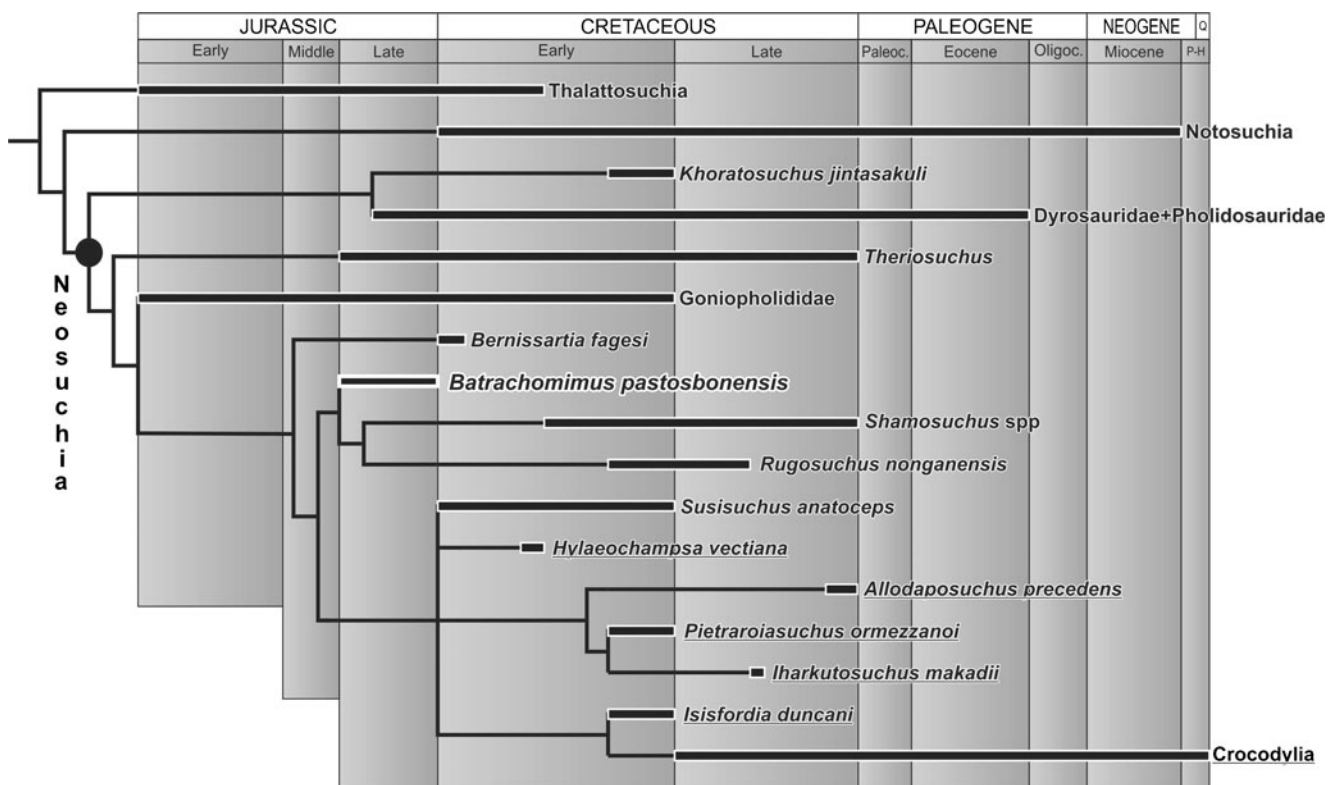 JURASSIC CRETACEOUS PALEOGENE NEOGENE Q
Early Middle Late Early Late Paleoc. Eocene Oligoc. Miocene P-H
Thalattosuchia
Notosuchia
Khoratosuchus jintasakuli
Dyrosauridae+Pholidosauridae
Theriosuchus
Neosuchia
Goniopholididae
Bernissartia fagesi
Batrachomimus pastosbonensis
Shamosuchus spp
Rugosuchus nonganensis
Susisuchus anatoceps
Hylaeochampsa vectiana
Allodaposuchus precedens
Pietraroiasuchus ormezzanoi
Iharkutosuchus makadii
Isisfordia duncani
Crocodylia